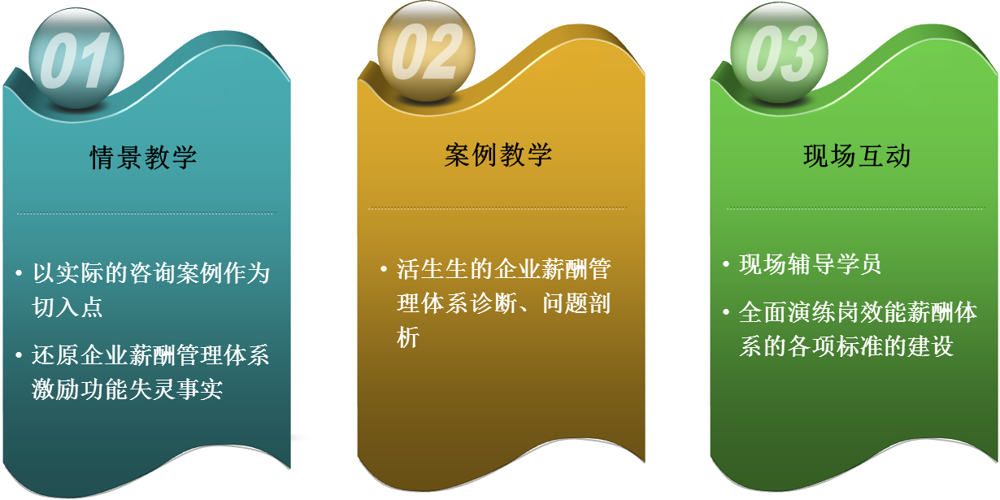 01
情景教学
• 以实际的咨询案例作为
切入点
• 还原企业薪酬管理体系
激励功能失灵事实
02
案例教学
• 活生生的企业薪酬管
理体系诊断、问题剖
析
03
现场互动
• 现场辅导学员
• 全面演练岗效能薪酬体
系的各项标准的建设